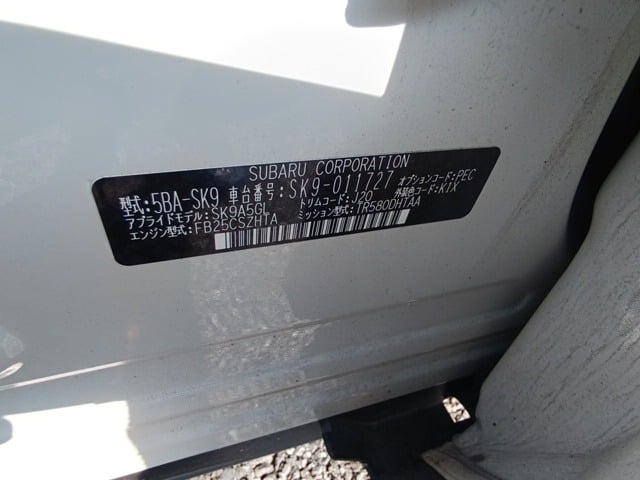 SUBARU CORPORATION
型式:5BA-SK9 車台番号:SK9-011727 オプションコード:PEC
アプライドモデル:SK9A5GL トリムコード:J20 外装色コード:K1X
エンジン型式:FB25CSZHTA ミッション型式:TR580DHTAA